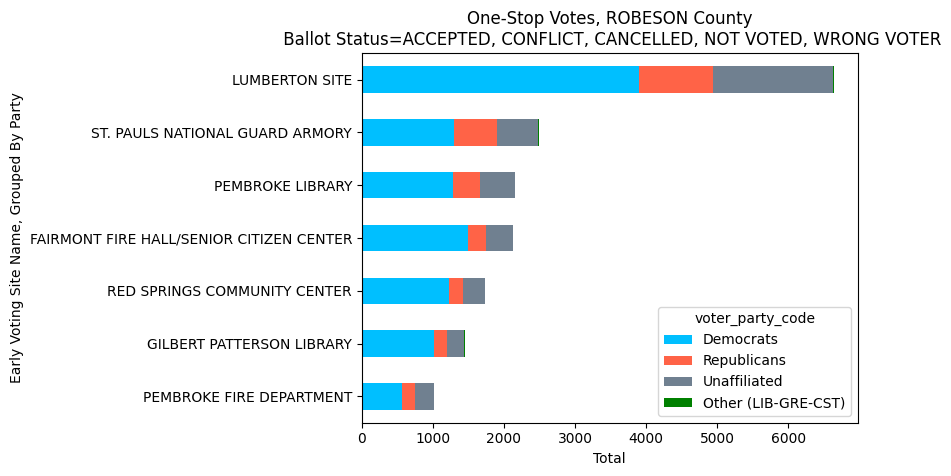 One-Stop Votes, ROBESON County
Ballot Status=ACCEPTED, CONFLICT, CANCELLED, NOT VOTED, WRONG VOTER
Early Voting Site Name, Grouped By Party
LUMBERTON SITE
ST. PAULS NATIONAL GUARD ARMORY
PEMBROKE LIBRARY
FAIRMONT FIRE HALL/SENIOR CITIZEN CENTER
RED SPRINGS COMMUNITY CENTER
GILBERT PATTERSON LIBRARY
PEMBROKE FIRE DEPARTMENT
voter_party_code
Democrats
Republicans
Unaffiliated
Other (LIB-GRE-CST)
0 1000 2000 3000 4000 5000 6000
Total